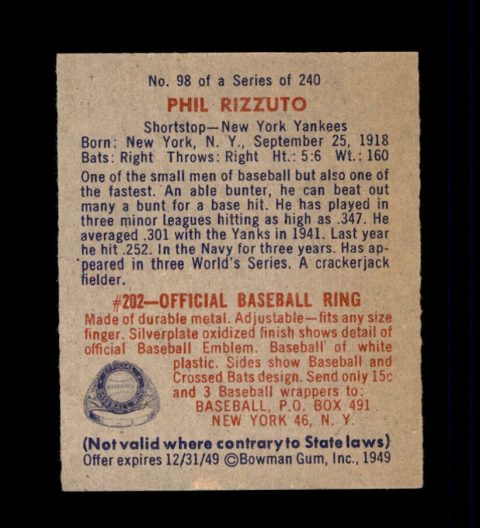 No. 98 of a Series of 240
PHIL RIZZUTO
Shortstop—New York Yankees
Born: New York, N. Y., September 25, 1918
Bats: Right Throws: Right Ht.: 5:6 Wt.: 160
One of the small men of baseball but also one of
the fastest. An able bunter, he can beat out
many a bunt for a base hit. He has played in
three minor leagues hitting as high as .347. He
averaged .301 with the Yanks in 1941. Last year
he hit .252. In the Navy for three years. Has ap-
peared in three World's Series. A crackerjack
fielder.
#202—OFFICIAL BASEBALL RING
Made of durable metal. Adjustable—fits any size
finger. Silverplate oxidized finish shows detail of
official Baseball Emblem. Baseball of white
plastic. Sides show Baseball and
Crossed Bats design. Send only 15c
and 3 Baseball wrappers to:
BASEBALL, P.O. BOX 491
NEW YORK 46, N. Y.
(Not valid where contrary to State laws)
Offer expires 12/31/49 ©Bowman Gum, Inc., 1949